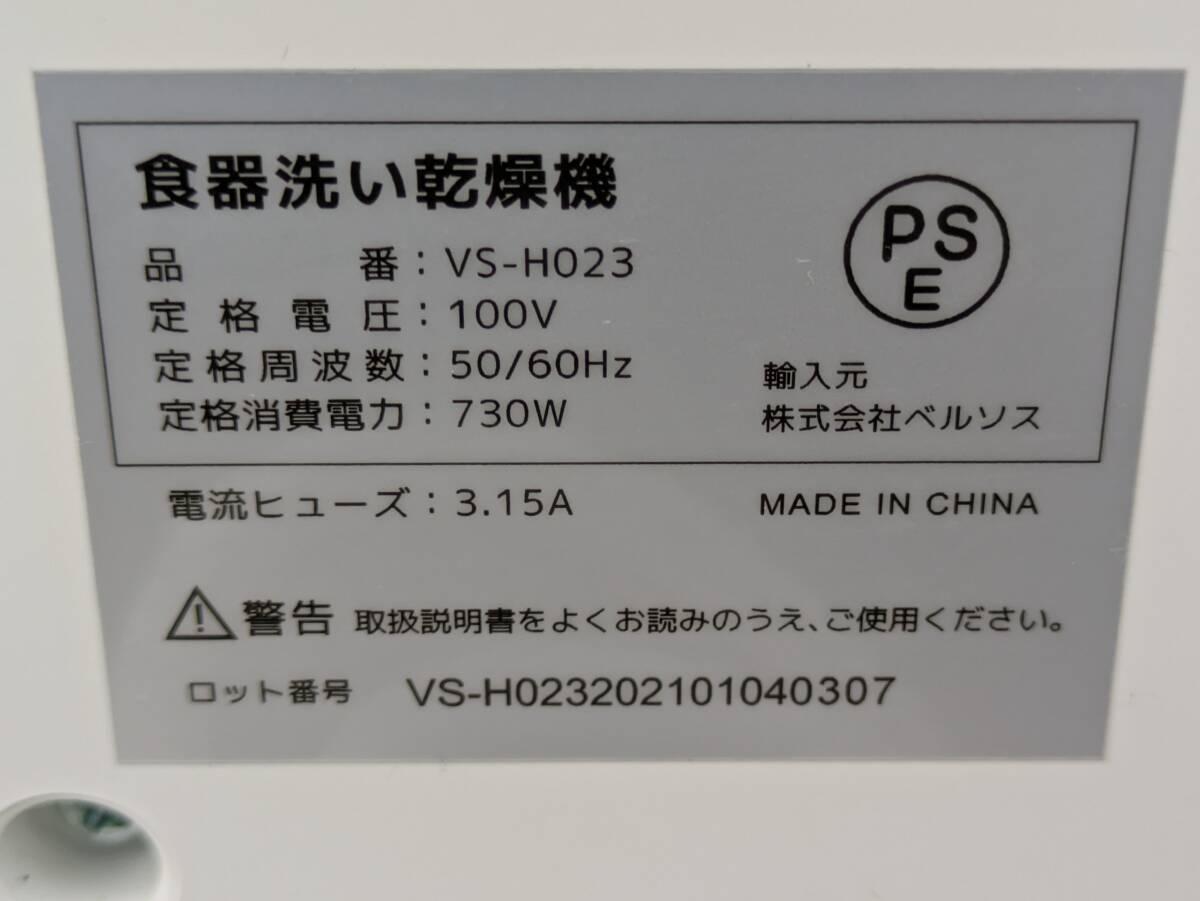 食器洗い乾燥機
品番：VS-H023
定格電圧：100V
定格周波数：50/60Hz
定格消費電力：730W
PS
E
輸入元
株式会社ベルソス
電流ヒューズ：3.15A
MADE IN CHINA
警告 取扱説明書をよくお読みのうえ、ご使用ください。
ロット番号 VS-H023202101040307